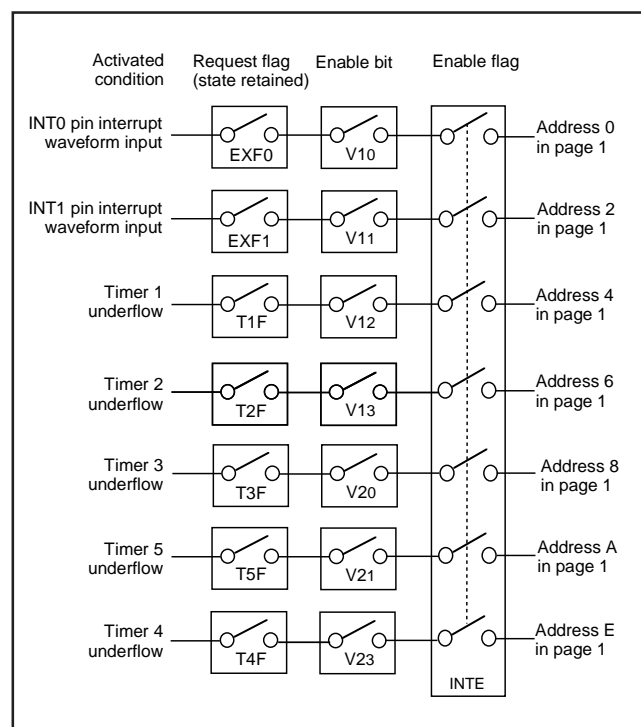 Activated condition
Request flag (state retained)
Enable bit
Enable flag
INT0 pin interrupt waveform input
EXF0
V10
Address 0 in page 1
INT1 pin interrupt waveform input
EXF1
V11
Address 2 in page 1
Timer 1 underflow
T1F
V12
Address 4 in page 1
Timer 2 underflow
T2F
V13
Address 6 in page 1
Timer 3 underflow
T3F
V20
Address 8 in page 1
Timer 5 underflow
T5F
V21
Address A in page 1
Timer 4 underflow
T4F
V23
Address E in page 1
INTE